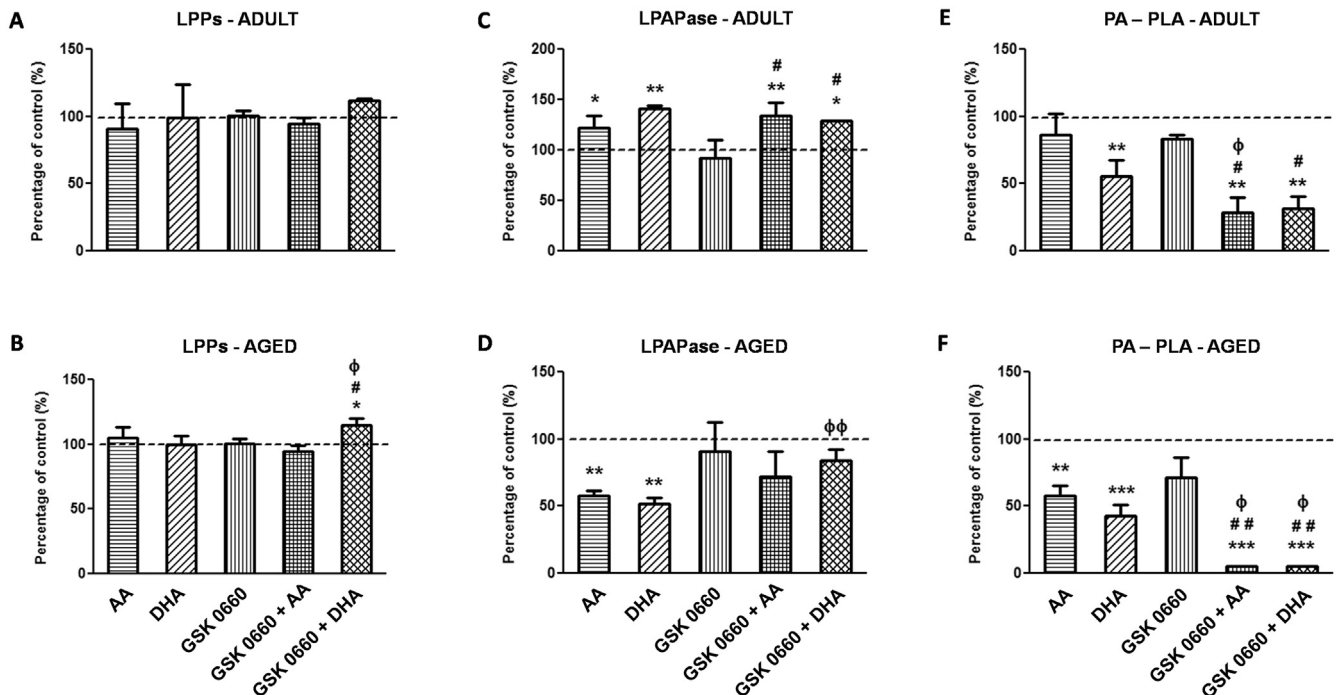 A
LPPs - ADULT
Percentage of control (%)
150
100
50
0
C
LPAPase - ADULT
Percentage of control (%)
200
150
100
50
0
*
**
#
**
#
*
E
PA – PLA - ADULT
Percentage of control (%)
150
100
50
0
**
ϕ
#
**
#
**
B
LPPs - AGED
Percentage of control (%)
150
100
50
0
ϕ
#
*
AA
DHA
GSK 0660
GSK 0660 + AA
GSK 0660 + DHA
D
LPAPase - AGED
Percentage of control (%)
150
100
50
0
**
**
ϕϕ
AA
DHA
GSK 0660
GSK 0660 + AA
GSK 0660 + DHA
F
PA – PLA - AGED
Percentage of control (%)
150
100
50
0
**
***
ϕ
# #
***
ϕ
# #
***
AA
DHA
GSK 0660
GSK 0660 + AA
GSK 0660 + DHA